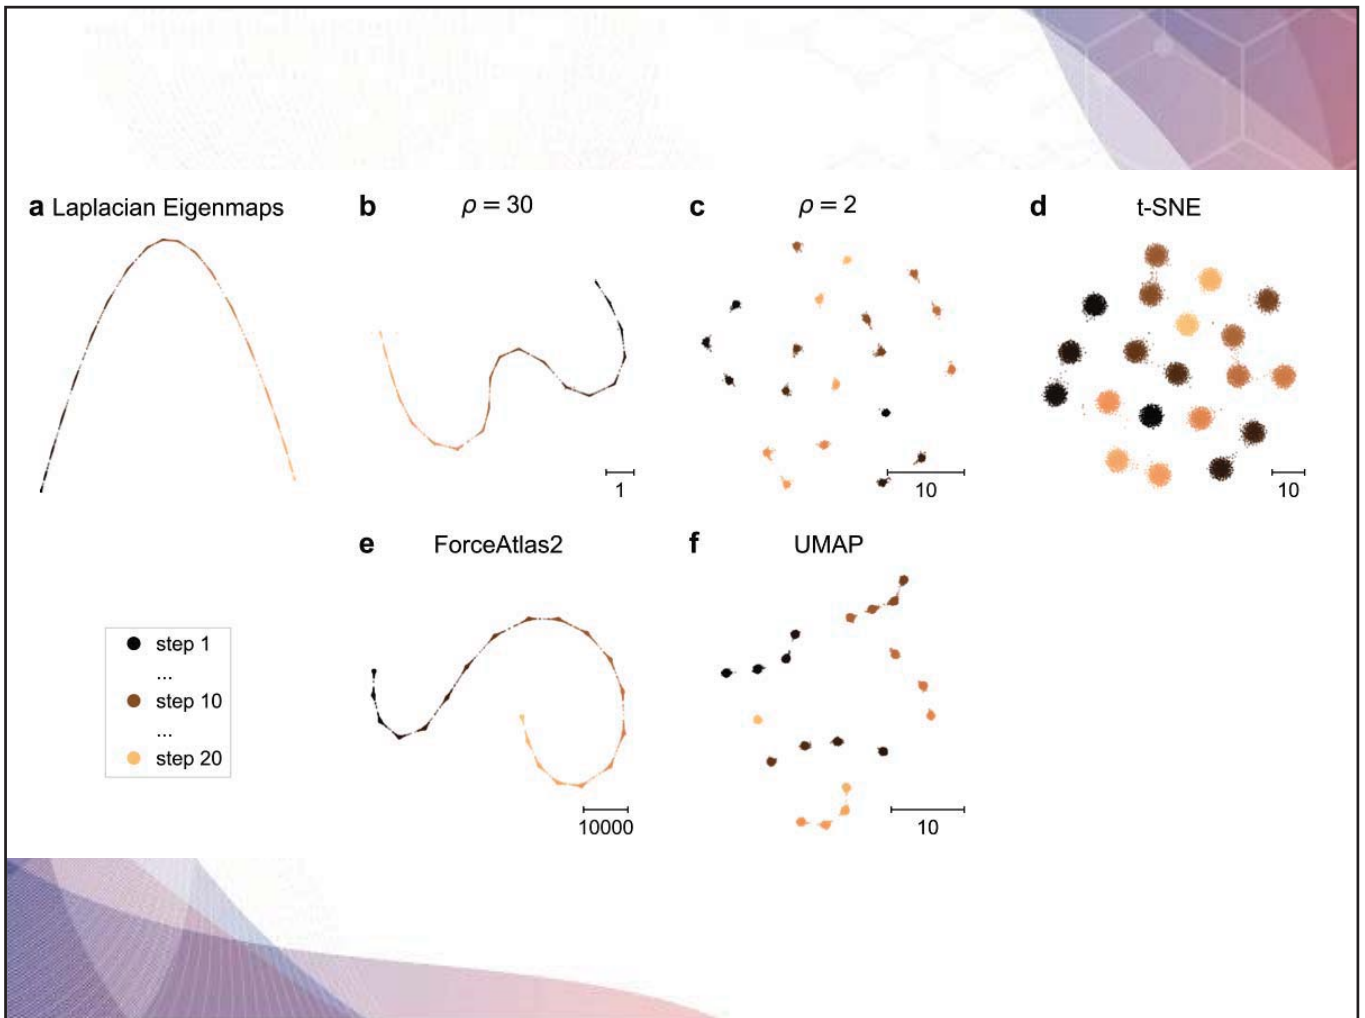 a Laplacian Eigenmaps
b ρ = 30
c ρ = 2
d t-SNE
1
10
10
e ForceAtlas2
f UMAP
step 1
...
step 10
...
step 20
10000
10